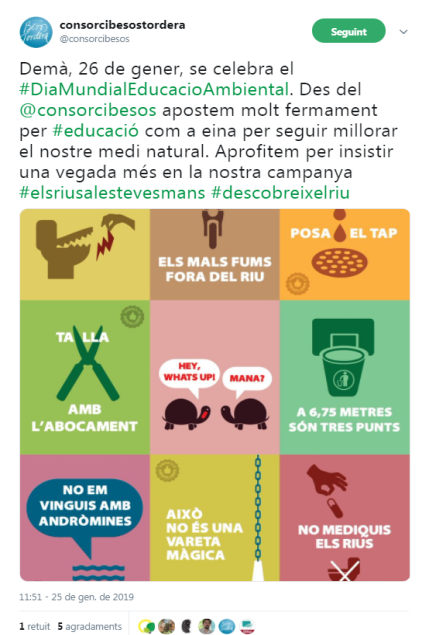 consorcibesostordera
@consorcibesos
Seguint
Demà, 26 de gener, se celebra el
#DiaMundialEducacioAmbiental. Des del
@consorcibesos apostem molt fermament
per #educació com a eina per seguir millorar
el nostre medi natural. Aprofitem per insistir
una vegada més en la nostra campanya
#elsriusalestevesmans #descobreixelriu
ELS MALS FUMS
FORA DEL RIU
POSA EL TAP
TALLA
AMB
L'ABOCAMENT
HEY,
WHATS UP!
MANA?
A 6,75 METRES
SÓN TRES PUNTS
NO EM
VINGUIS AMB
ANDRÒMINES
AIXÒ
NO ÉS UNA
VARETA
MÀGICA
NO MEDIQUIS
ELS RIUS
11:51 - 25 de gen. de 2019
1 retuit 5 agradaments